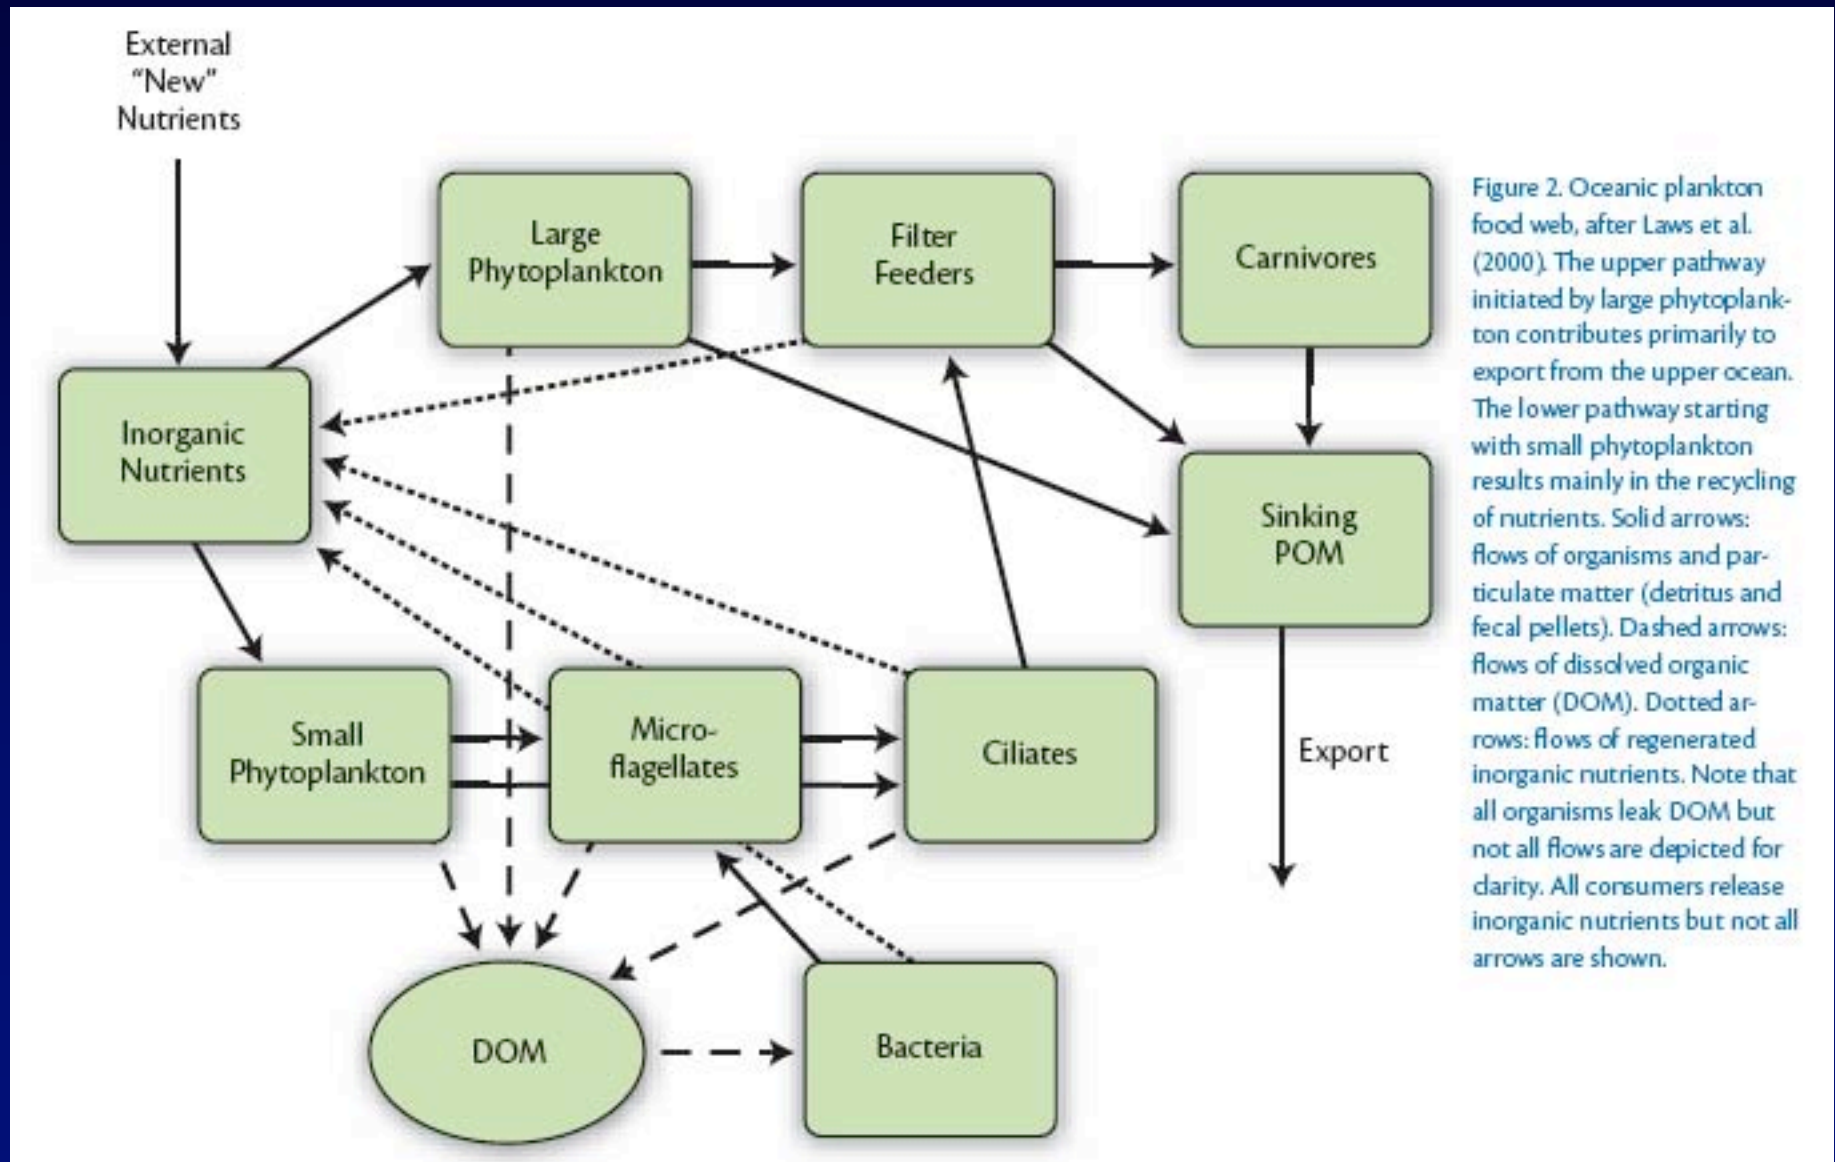 External
“New”
Nutrients
Large
Phytoplankton
Filter
Feeders
Carnivores
Inorganic
Nutrients
Sinking
POM
Small
Phytoplankton
Micro-
flagellates
Ciliates
Export
DOM
Bacteria
Figure 2. Oceanic plankton
food web, after Laws et al.
(2000). The upper pathway
initiated by large phytoplank-
ton contributes primarily to
export from the upper ocean.
The lower pathway starting
with small phytoplankton
results mainly in the recycling
of nutrients. Solid arrows:
flows of organisms and par-
ticulate matter (detritus and
fecal pellets). Dashed arrows:
flows of dissolved organic
matter (DOM). Dotted ar-
rows: flows of regenerated
inorganic nutrients. Note that
all organisms leak DOM but
not all flows are depicted for
clarity. All consumers release
inorganic nutrients but not all
arrows are shown.